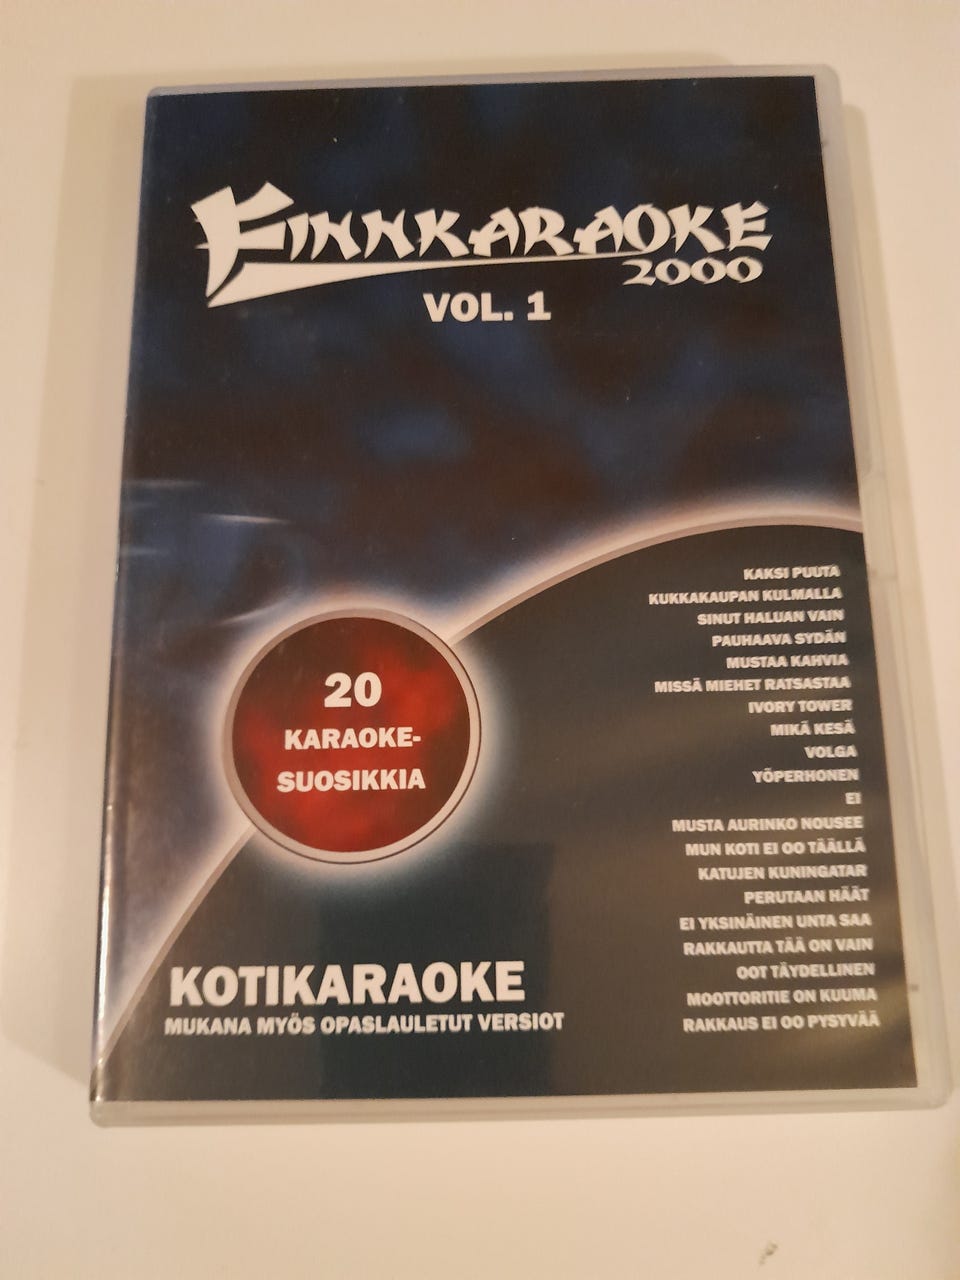 FINNKARAOKE
2000
VOL. 1
KAKSI PUUTA
KUKKAKAUPAN KULMALLA
SINUT HALUAN VAIN
PAUHAAVA SYDÄN
MUSTAA KAHVIA
MISSÄ MIEHET RATSASTAA
IVORY TOWER
MIKÄ KESÄ
VOLGA
YÖPERHONEN
EI
MUSTA AURINKO NOUSEE
MUN KOTI EI OO TÄÄLLÄ
KATUJEN KUNINGATAR
PERUTAAN HÄÄT
EI YKSINÄINEN UNTA SAA
RAKKAUTTA TÄÄ ON VAIN
OOT TÄYDELLINEN
MOOTTORITIE ON KUUMA
RAKKAUS EI OO PYSYVÄÄ
20
KARAOKE-
SUOSIKKIA
KOTIKARAOKE
MUKANA MYÖS OPASLAULETUT VERSIOT